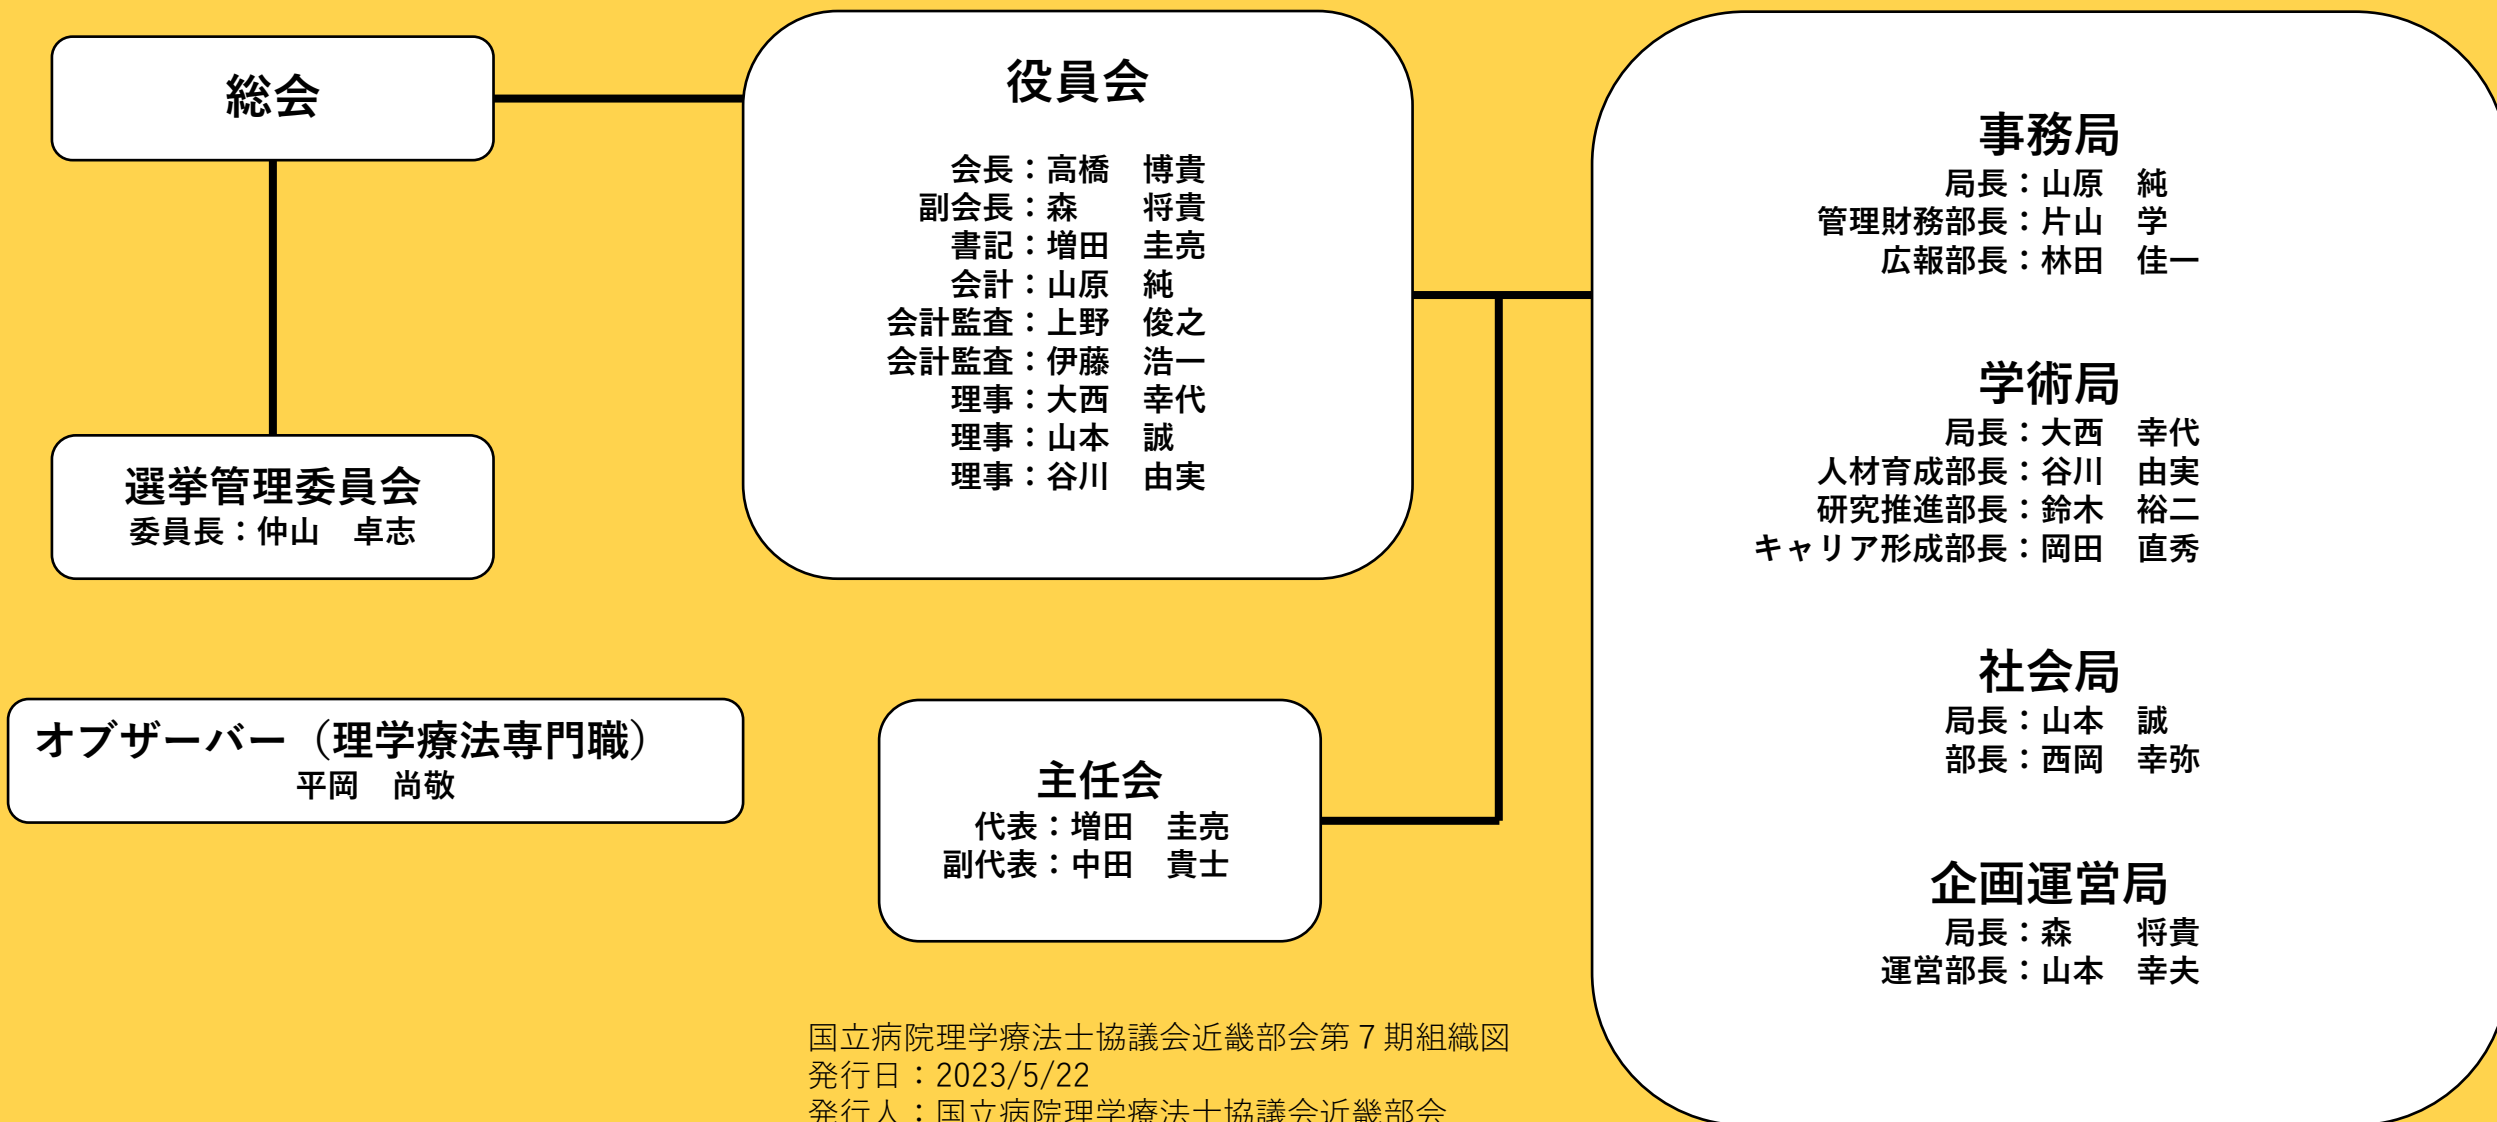 総会
選挙管理委員会
委員長：仲山　卓志
オブザーバー（理学療法専門職）
平岡　尚敬
役員会
会長：高橋　博貴
副会長：森　　将貴
書記：増田　圭亮
会計：山原　純
会計監査：上野　俊之
会計監査：伊藤　浩一
理事：大西　幸代
理事：山本　誠
理事：谷川　由実
主任会
代表：増田　圭亮
副代表：中田　貴士
事務局
局長：山原　純
管理財務部長：片山　学
広報部長：林田　佳一
学術局
局長：大西　幸代
人材育成部長：谷川　由実
研究推進部長：鈴木　裕二
キャリア形成部長：岡田　直秀
社会局
局長：山本　誠
部長：西岡　幸弥
企画運営局
局長：森　　将貴
運営部長：山本　幸夫
国立病院理学療法士協議会近畿部会第７期組織図
発行日：2023/5/22
発行人：国立病院理学療法士協議会近畿部会